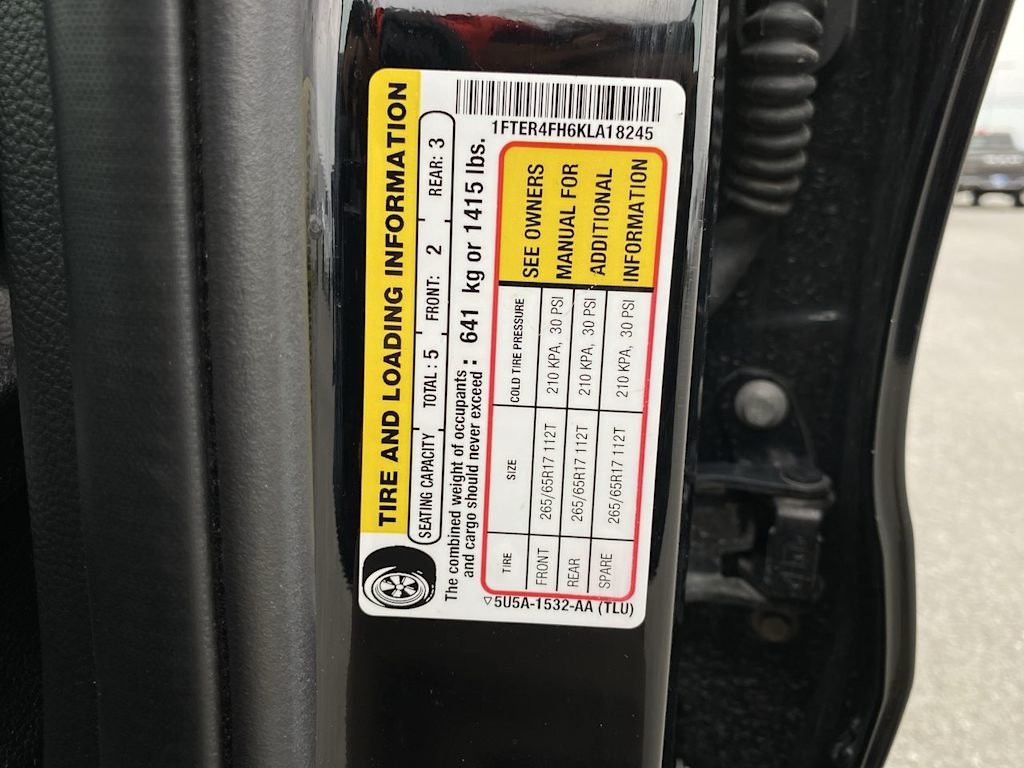 TIRE AND LOADING INFORMATION
SEATING CAPACITY TOTAL: 5 FRONT: 2 REAR: 3
The combined weight of occupants and cargo should never exceed : 641 kg or 1415 lbs.
1FTER4FH6KLA18245
TIRE SIZE COLD TIRE PRESSURE
FRONT 265/65R17 112T 210 KPA, 30 PSI
REAR 265/65R17 112T 210 KPA, 30 PSI
SPARE 265/65R17 112T 210 KPA, 30 PSI
SEE OWNERS
MANUAL FOR
ADDITIONAL
INFORMATION
▽5U5A-1532-AA (TLU)